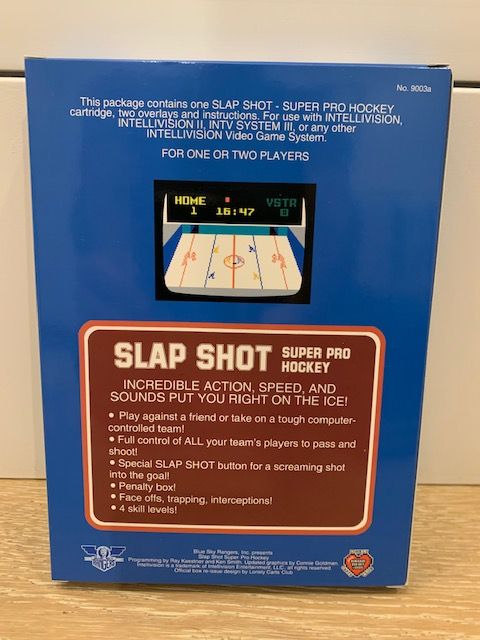 No. 9003a
This package contains one SLAP SHOT - SUPER PRO HOCKEY
cartridge, two overlays and instructions. For use with INTELLIVISION,
INTELLIVISION II, INTV SYSTEM III, or any other
INTELLIVISION Video Game System.
FOR ONE OR TWO PLAYERS
HOME VSTR
1 16:47 0
SLAP SHOT SUPER PRO
HOCKEY
INCREDIBLE ACTION, SPEED, AND
SOUNDS PUT YOU RIGHT ON THE ICE!
• Play against a friend or take on a tough computer-
controlled team!
• Full control of ALL your team's players to pass and
shoot!
• Special SLAP SHOT button for a screaming shot
into the goal!
• Penalty box!
• Face offs, trapping, interceptions!
• 4 skill levels!
RANGERS
Blue Sky Rangers, Inc. presents
Slap Shot Super Pro Hockey
Programming by Ray Kaestner and Ken Smith. Updated graphics by Connie Goldman
Intellivision is a trademark of Intellivision Entertainment, LLC, all rights reserved
Official box re-issue design by Lonely Carts Club